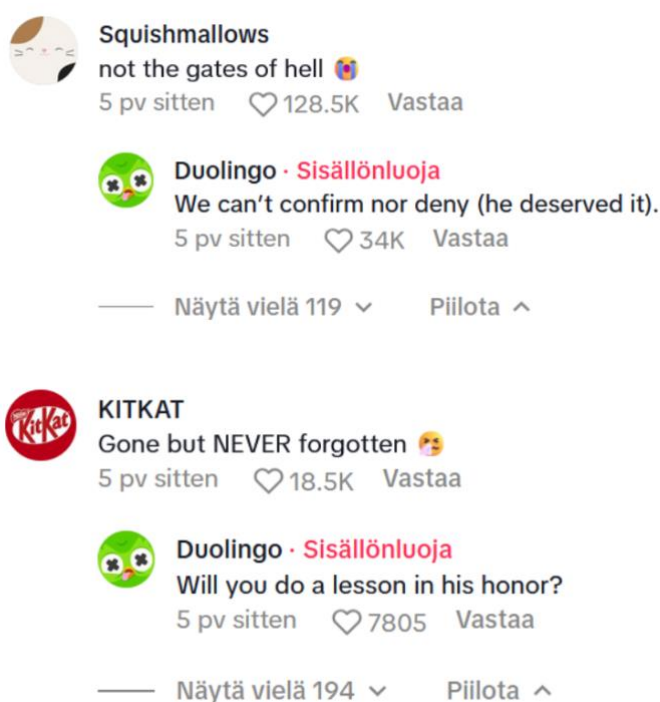 Squishmallows
not the gates of hell 😭
5 pv sitten 128.5K Vastaa
Duolingo · Sisällönluoja
We can't confirm nor deny (he deserved it).
5 pv sitten 34K Vastaa
Näytä vielä 119 Piilota
KitKat
KITKAT
Gone but NEVER forgotten 🤧
5 pv sitten 18.5K Vastaa
Duolingo · Sisällönluoja
Will you do a lesson in his honor?
5 pv sitten 7805 Vastaa
Näytä vielä 194 Piilota